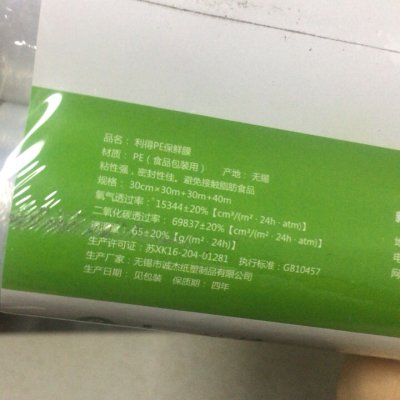 品名： 利得PE保鲜膜
材质： PE（食品包装用） 产地：无锡
粘性强，密封性佳。避免接触脂肪食品
规格： 30cm×30m+30m+40m
氧气透过率： 15344±20%【cm³/(m²·24h·atm)】
二氧化碳透过率： 69837±20%【cm³/(m²·24h·atm)】
65±20%【g/(m²·24h)】
生产许可证：苏XK16-204-01281 执行标准：GB10457
生产厂家：无锡市诚杰纸塑制品有限公司
生产日期：见包装 保质期：四年